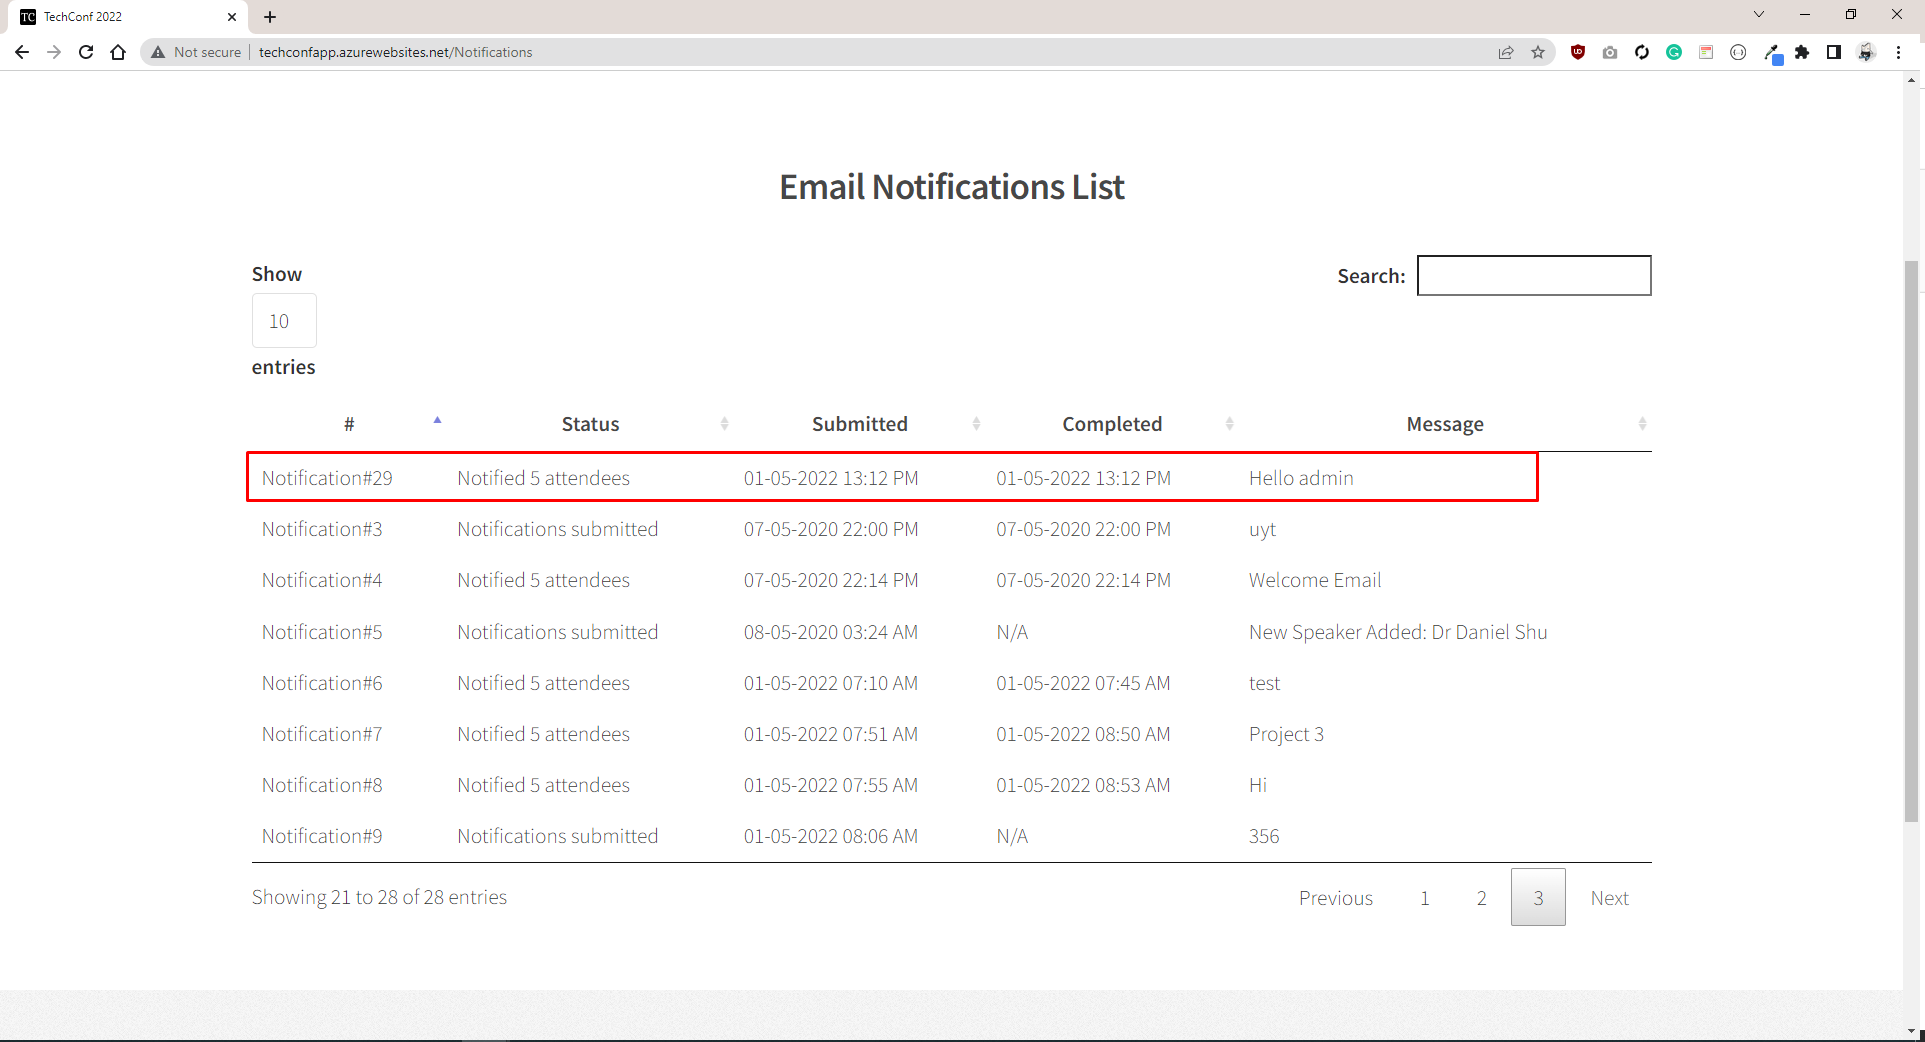 TC TechConf 2022
Not secure techconfapp.azurewebsites.net/Notifications
Email Notifications List
Show
10
entries
Search:
# Status Submitted Completed Message
Notification#29 Notified 5 attendees 01-05-2022 13:12 PM 01-05-2022 13:12 PM Hello admin
Notification#3 Notifications submitted 07-05-2020 22:00 PM 07-05-2020 22:00 PM uyt
Notification#4 Notified 5 attendees 07-05-2020 22:14 PM 07-05-2020 22:14 PM Welcome Email
Notification#5 Notifications submitted 08-05-2020 03:24 AM N/A New Speaker Added: Dr Daniel Shu
Notification#6 Notified 5 attendees 01-05-2022 07:10 AM 01-05-2022 07:45 AM test
Notification#7 Notified 5 attendees 01-05-2022 07:51 AM 01-05-2022 08:50 AM Project 3
Notification#8 Notified 5 attendees 01-05-2022 07:55 AM 01-05-2022 08:53 AM Hi
Notification#9 Notifications submitted 01-05-2022 08:06 AM N/A 356
Showing 21 to 28 of 28 entries
Previous 1 2 3 Next